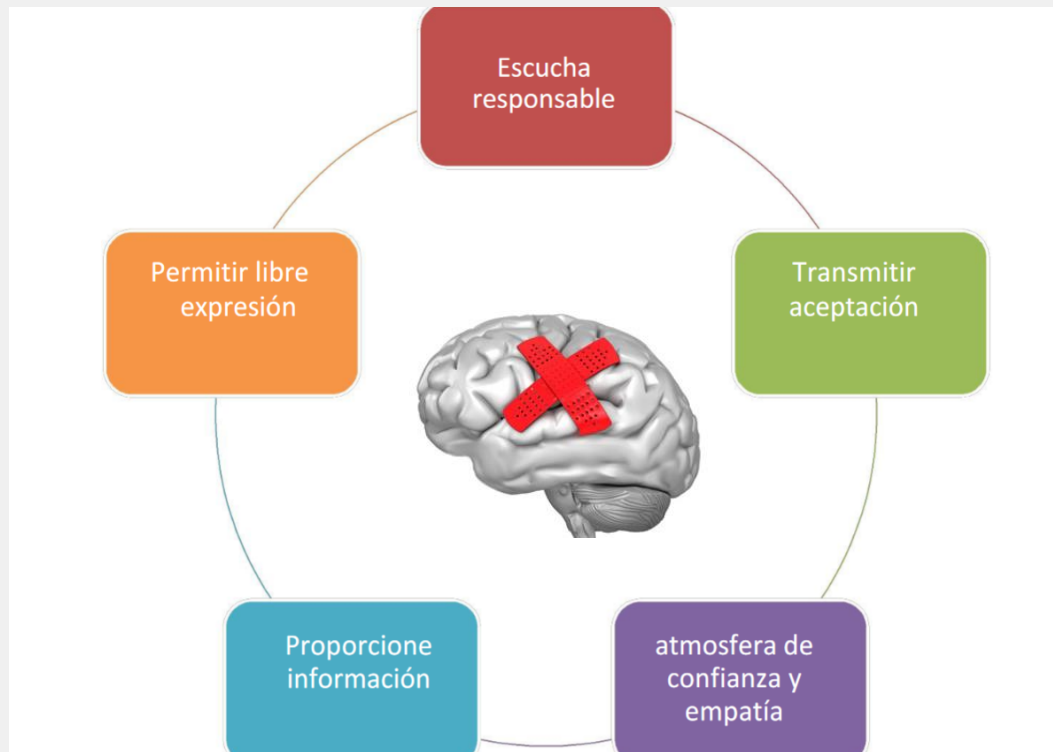 Escucha
responsable
Transmitir
aceptación
atmosfera de
confianza y
empatía
Proporcione
información
Permitir libre
expresión